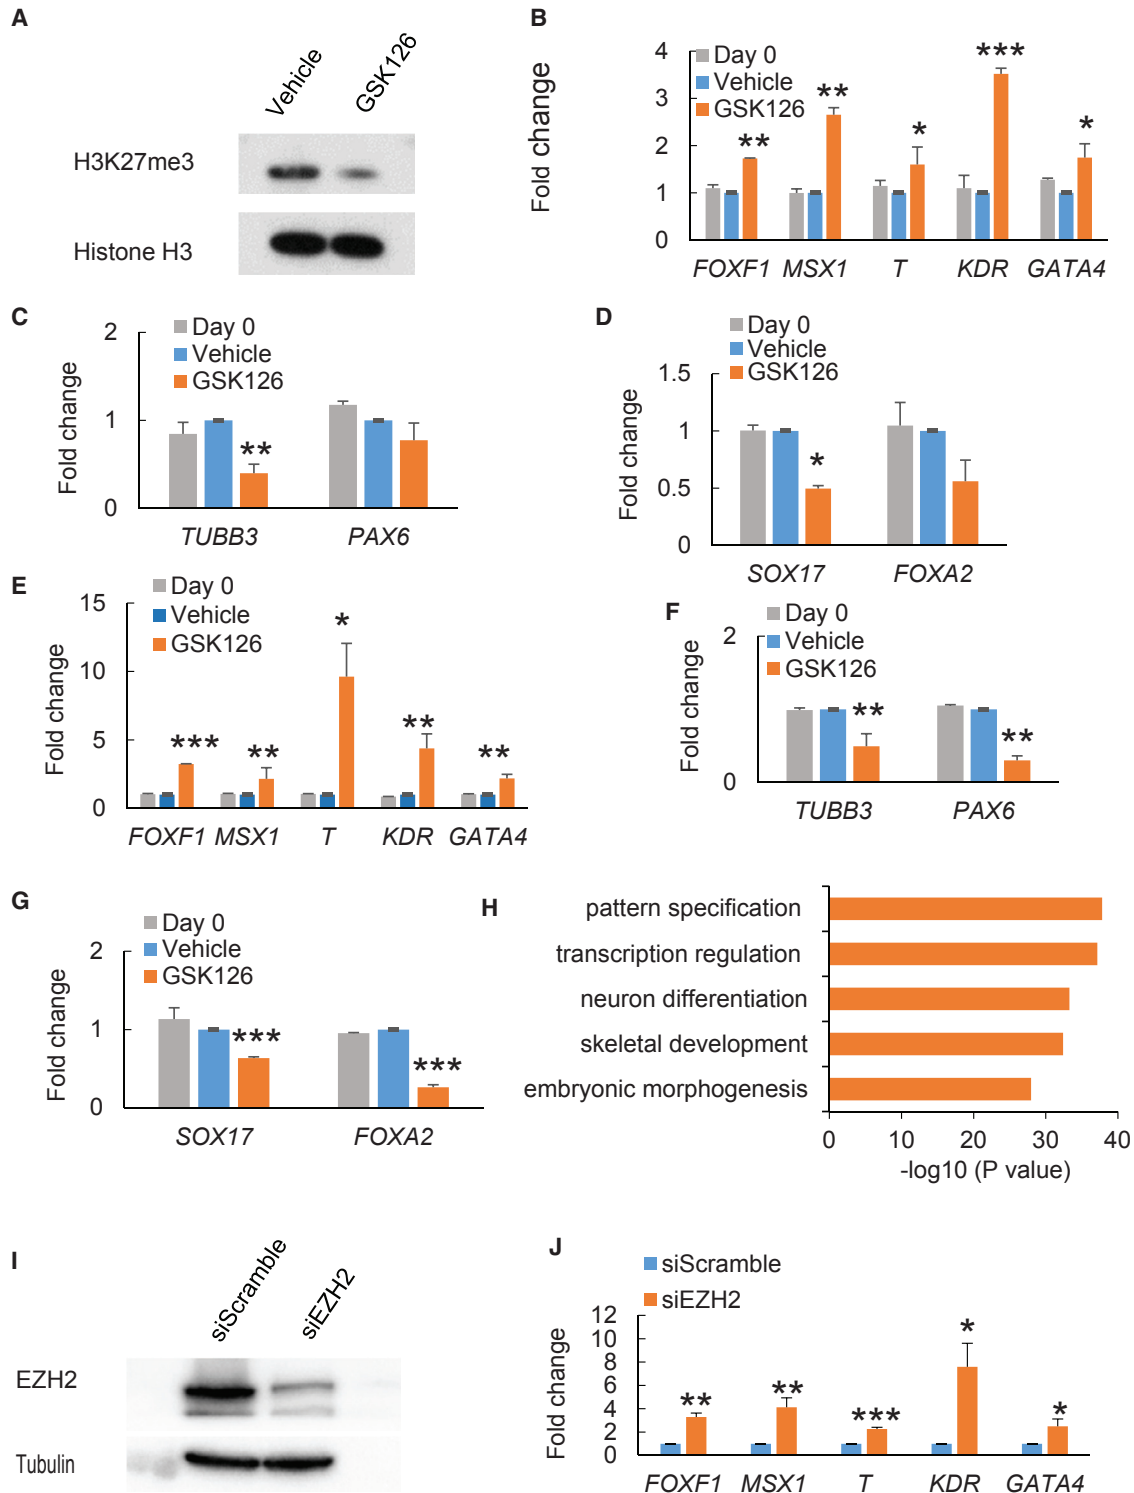 A
Vehicle
GSK126
H3K27me3
Histone H3
B
Day 0
Vehicle
GSK126
Fold change
4
3
2
1
0
**
**
*
***
*
FOXF1 MSX1 T KDR GATA4
C
Day 0
Vehicle
GSK126
Fold change
2
1
0
**
TUBB3 PAX6
D
Day 0
Vehicle
GSK126
Fold change
1.5
1
0.5
0
*
SOX17 FOXA2
E
Day 0
Vehicle
GSK126
Fold change
15
10
5
0
***
**
*
**
**
FOXF1 MSX1 T KDR GATA4
F
Day 0
Vehicle
GSK126
Fold change
2
1
0
**
**
TUBB3 PAX6
G
Day 0
Vehicle
GSK126
Fold change
2
1
0
***
***
SOX17 FOXA2
H
pattern specification
transcription regulation
neuron differentiation
skeletal development
embryonic morphogenesis
0 10 20 30 40
-log10 (P value)
I
siScramble
siEZH2
EZH2
Tubulin
J
siScramble
siEZH2
Fold change
12
10
8
6
4
2
0
**
**
***
*
*
FOXF1 MSX1 T KDR GATA4